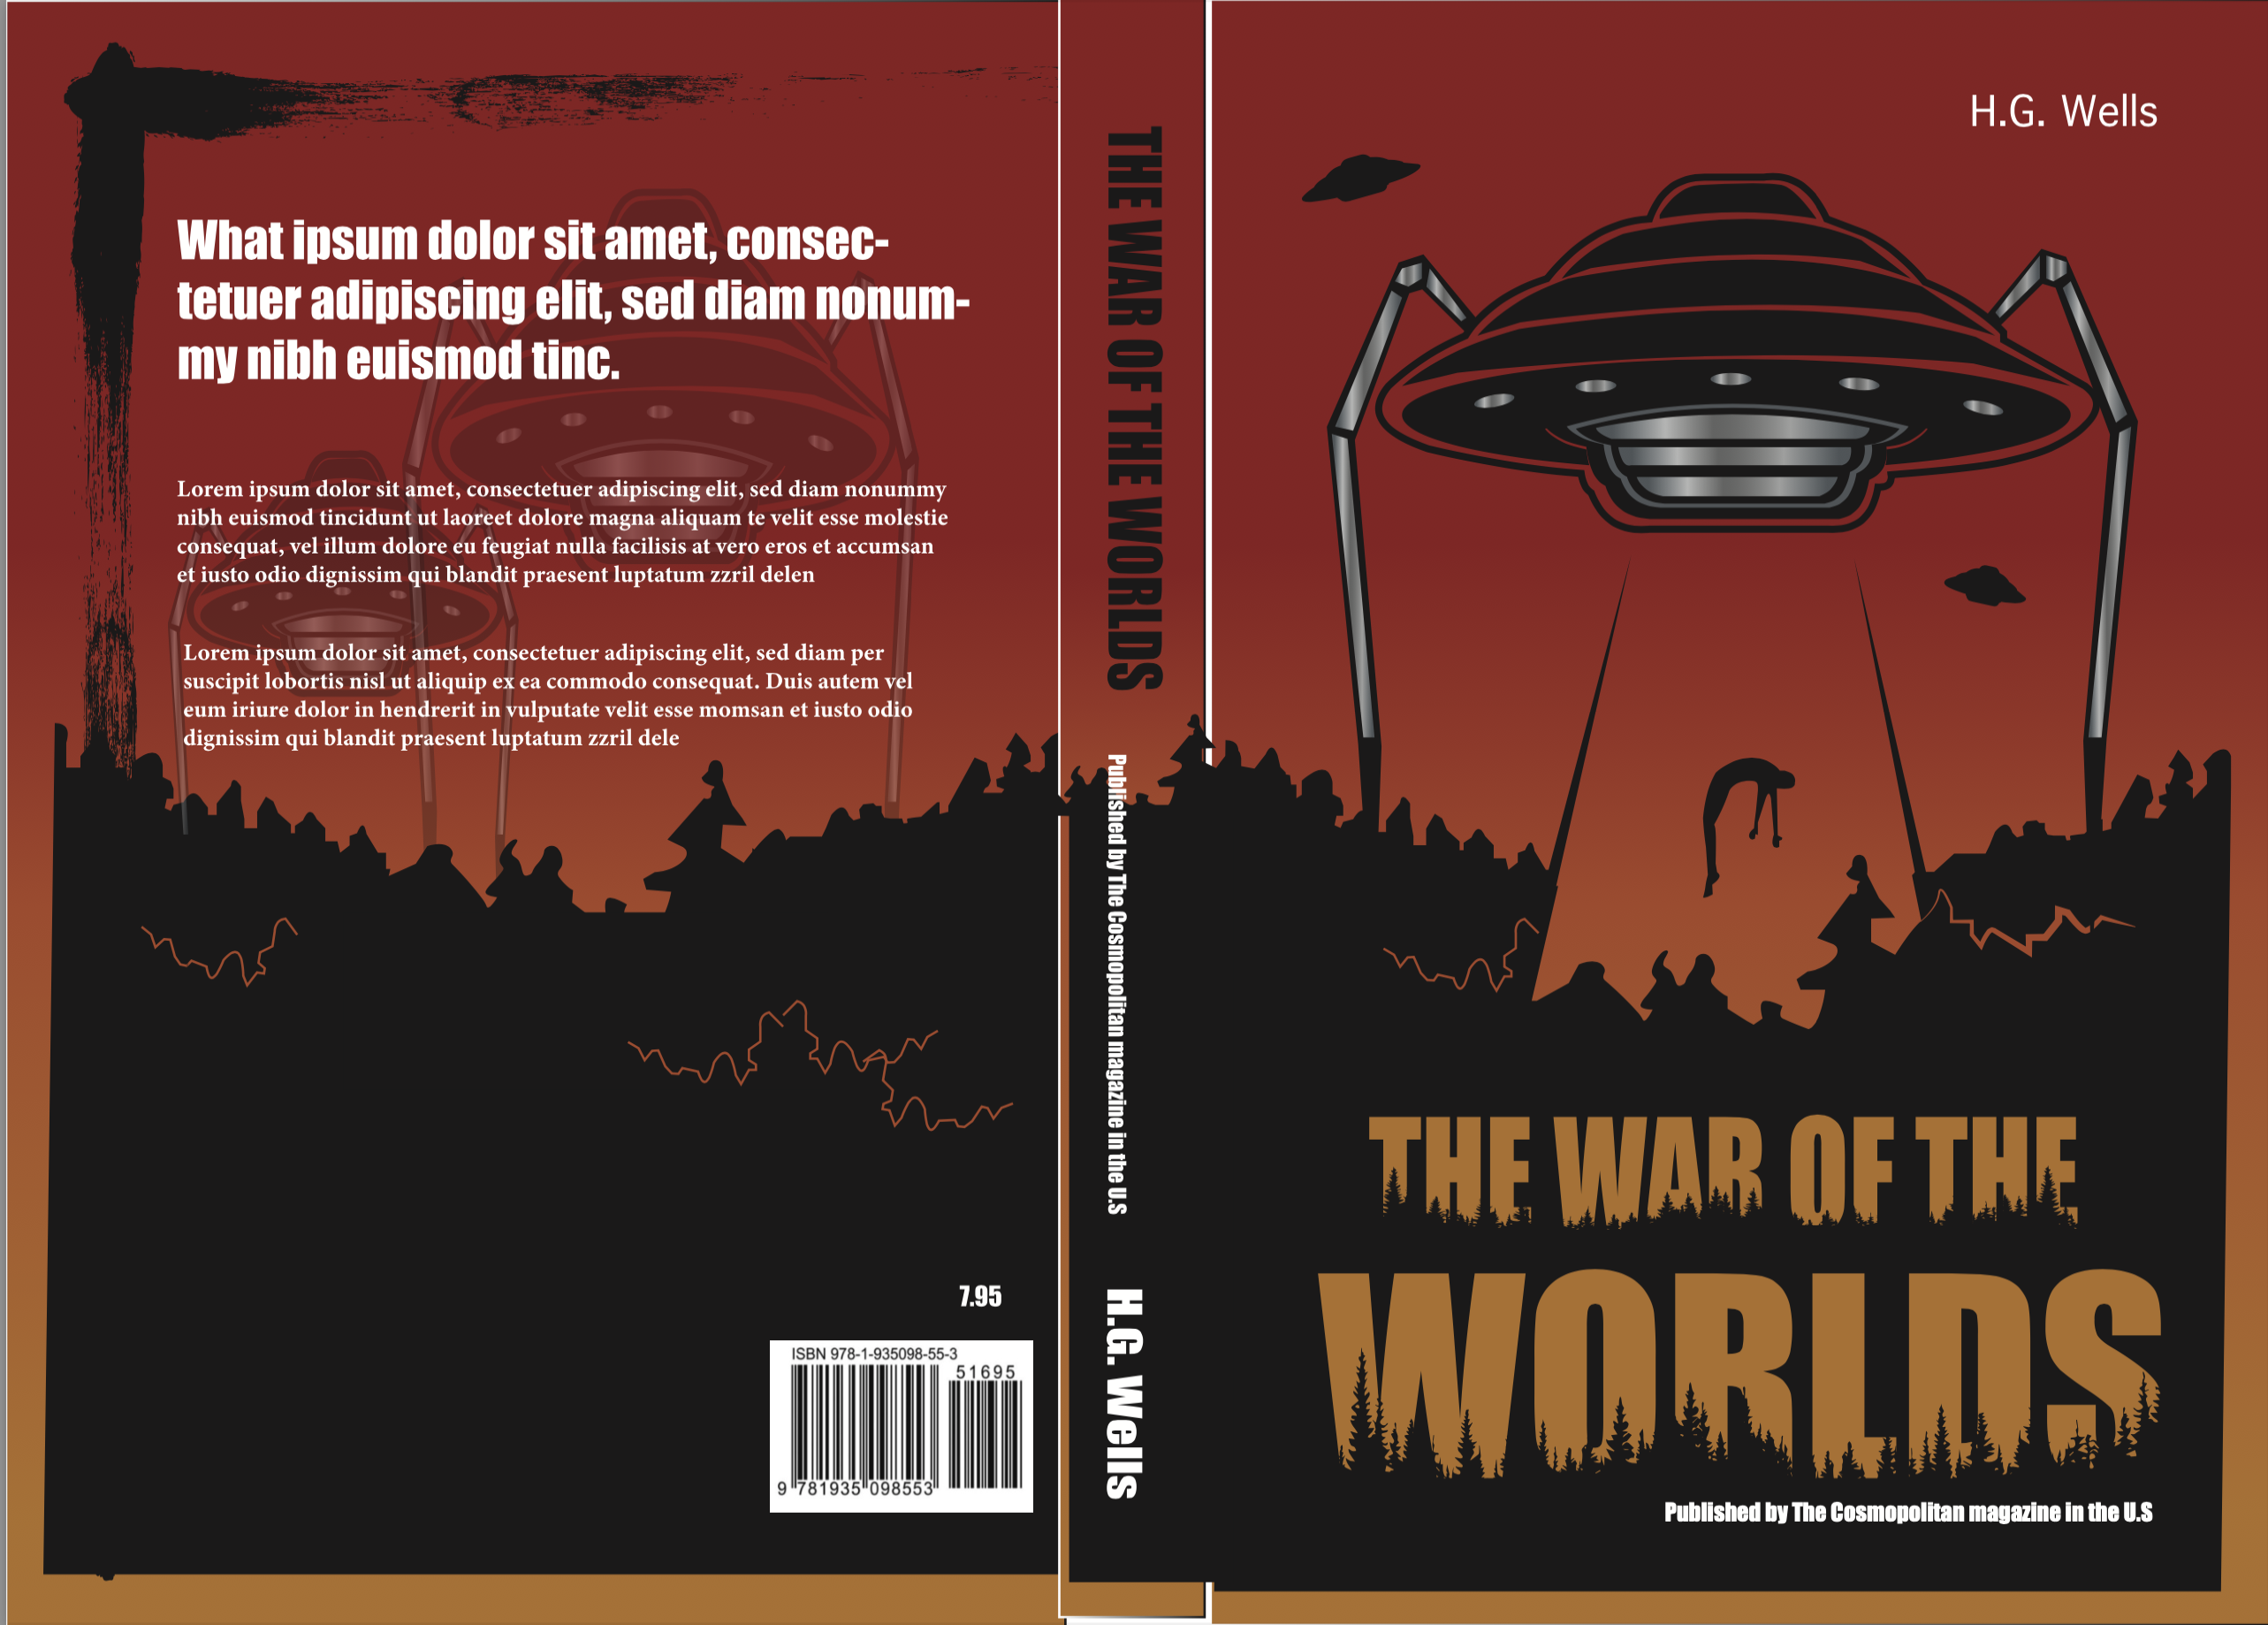 What ipsum dolor sit amet, consec-
tetuer adipiscing elit, sed diam nonum-
my nibh euismod tinc.
Lorem ipsum dolor sit amet, consectetuer adipiscing elit, sed diam nonummy
nibh euismod tincidunt ut laoreet dolore magna aliquam te velit esse molestie
consequat, vel illum dolore eu feugiat nulla facilisis at vero eros et accumsan
et iusto odio dignissim qui blandit praesent luptatum zzril delen
Lorem ipsum dolor sit amet, consectetuer adipiscing elit, sed diam per
suscipit lobortis nisl ut aliquip ex ea commodo consequat. Duis autem vel
eum iriure dolor in hendrerit in vulputate velit esse momsan et iusto odio
dignissim qui blandit praesent luptatum zzril dele
7.95
ISBN 978-1-935098-55-3
51695
9 781935 098553
THE WAR OF THE WORLDS
Published by The Cosmopolitan magazine in the U.S
H.G. Wells
H.G. Wells
THE WAR OF THE
WORLDS
Published by The Cosmopolitan magazine in the U.S